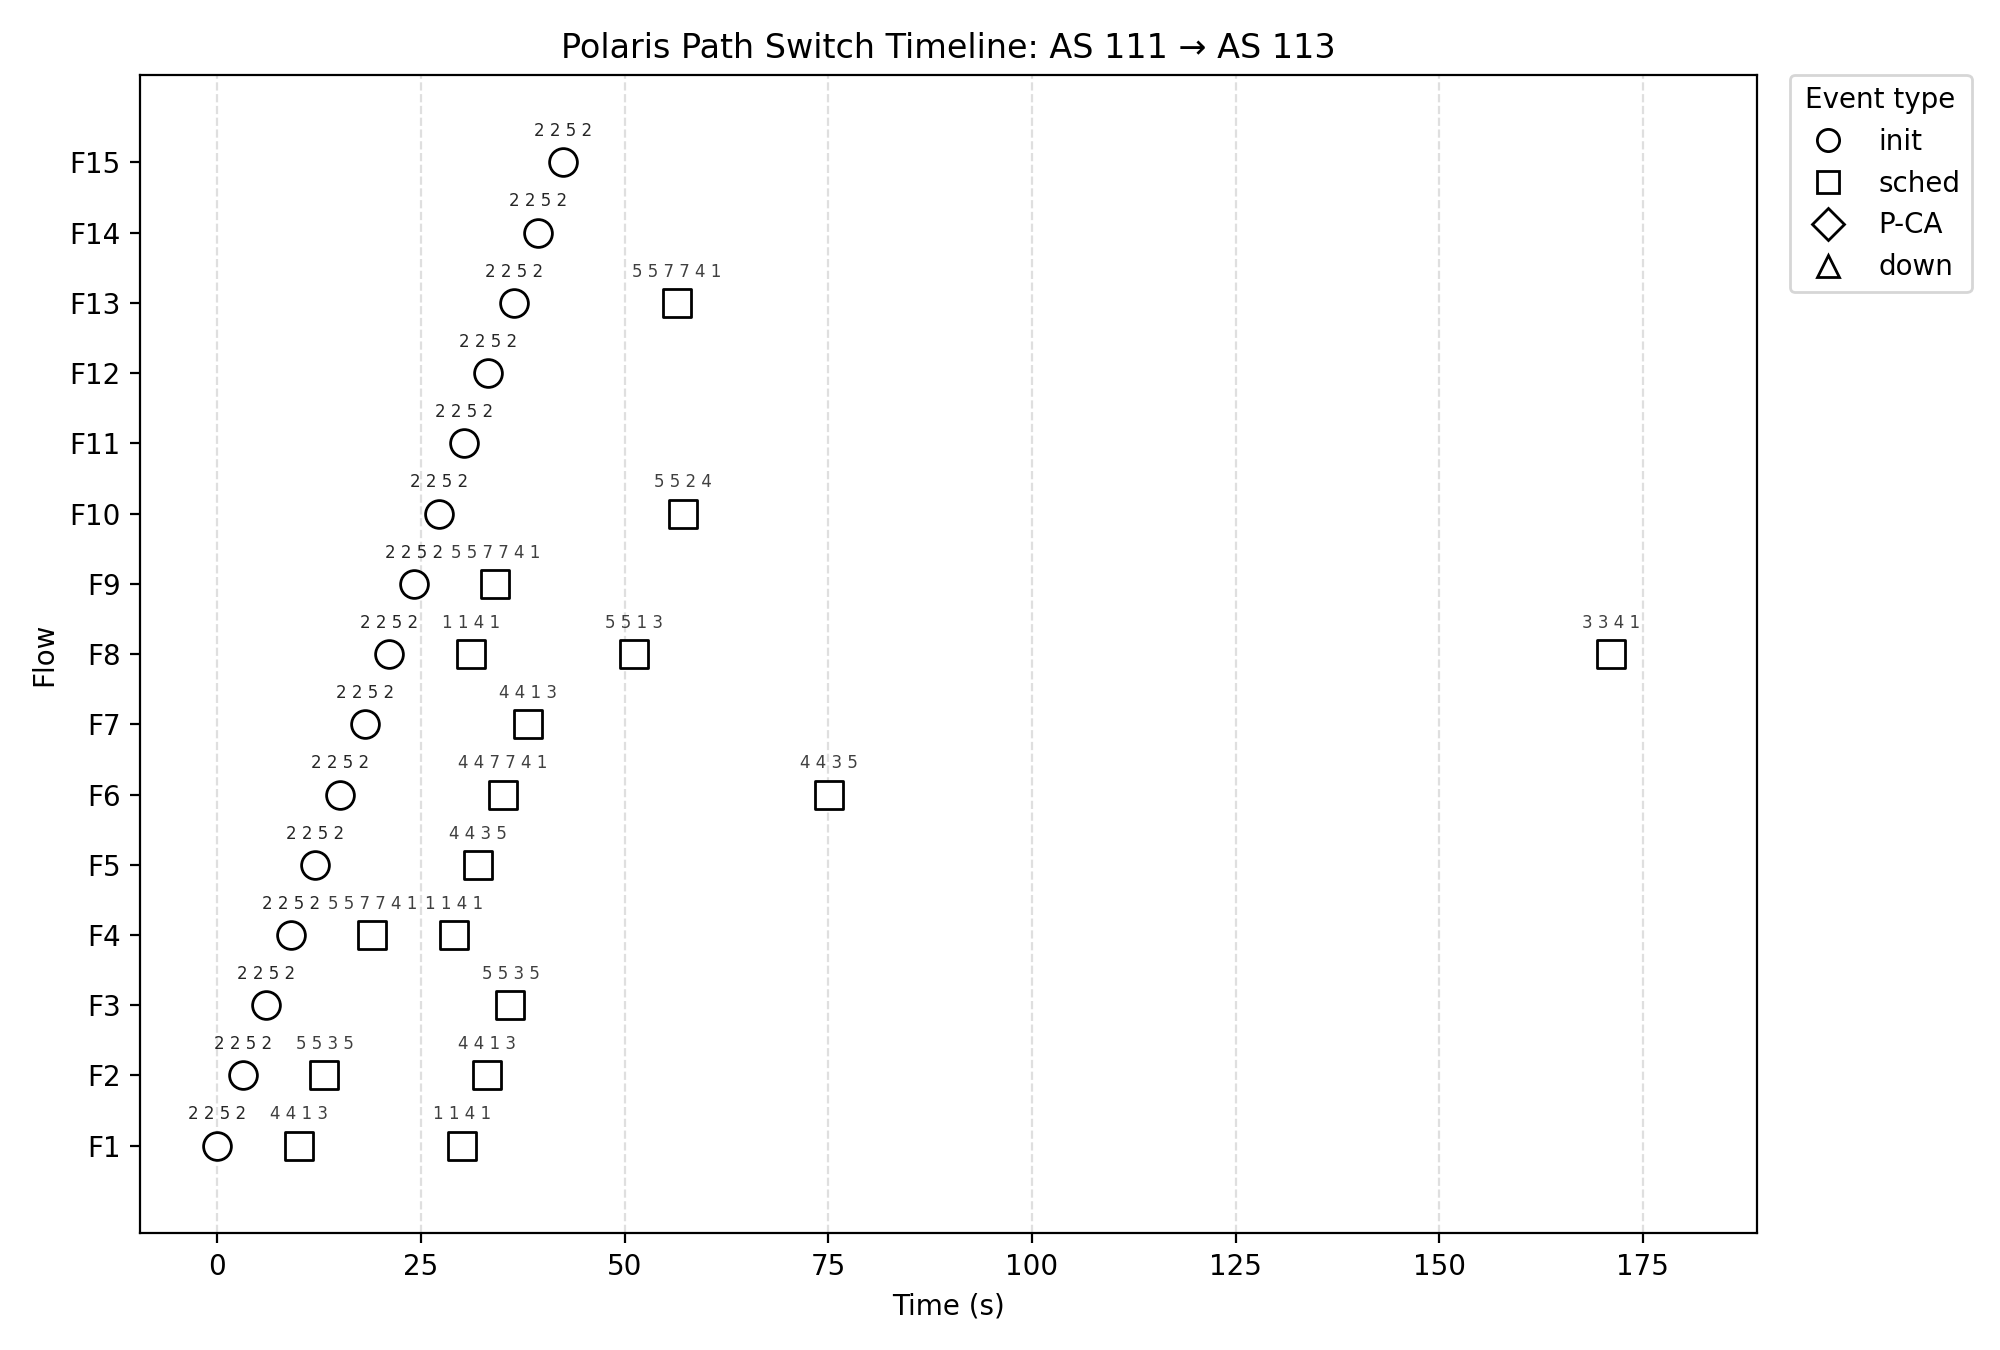 Polaris Path Switch Timeline: AS 111 → AS 113
Event type
init
sched
P-CA
down
2 2 5 2
F15
2 2 5 2
F14
2 2 5 2 5 5 7 7 4 1
F13
2 2 5 2
F12
2 2 5 2
F11
2 2 5 2 5 5 2 4
F10
2 2 5 2 5 5 7 7 4 1
F9
2 2 5 2 1 1 4 1 5 5 1 3 3 3 4 1
F8
2 2 5 2 4 4 1 3
F7
2 2 5 2 4 4 7 7 4 1 4 4 3 5
F6
2 2 5 2 4 4 3 5
F5
2 2 5 2 5 5 7 7 4 1 1 1 4 1
F4
2 2 5 2 5 5 3 5
F3
2 2 5 2 5 5 3 5 4 4 1 3
F2
2 2 5 2 4 4 1 3 1 1 4 1
F1
Flow
0 25 50 75 100 125 150 175
Time (s)